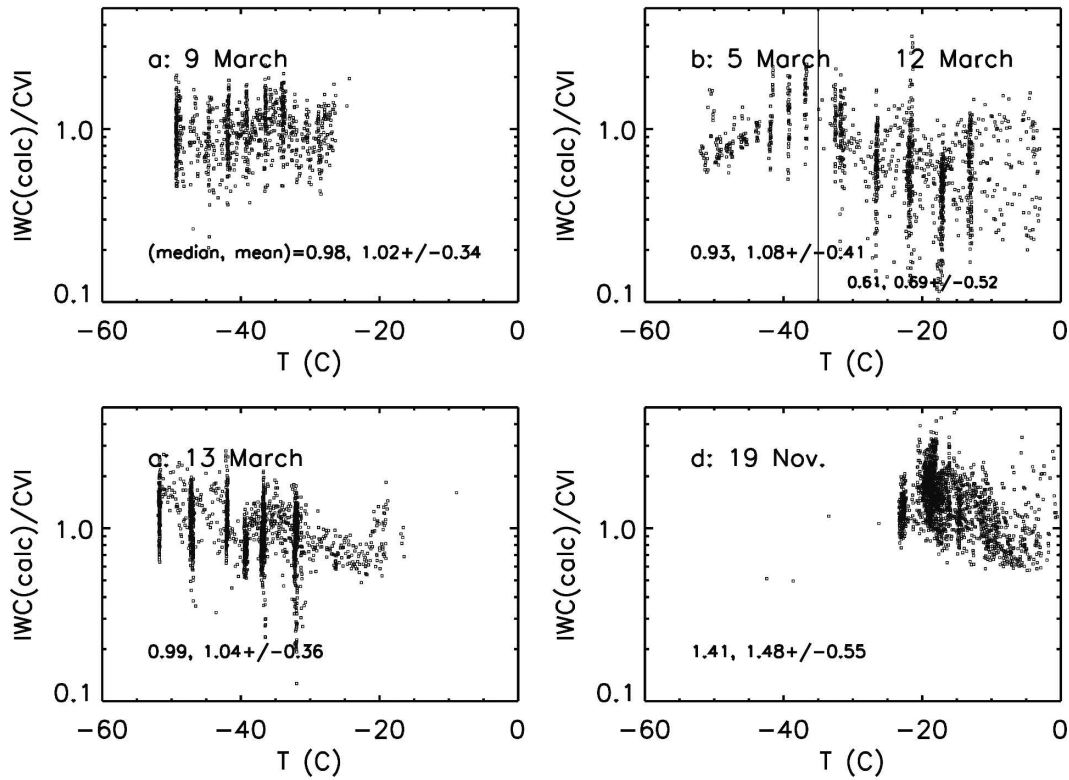 a: 9 March
IWC(calc)/CVI
1.0
(median, mean)=0.98, 1.02+/-0.34
0.1
-60 -40 -20 0
T (C)
b: 5 March 12 March
IWC(calc)/CVI
1.0
0.93, 1.08+/-0.41
0.61, 0.69+/-0.52
0.1
-60 -40 -20 0
T (C)
a: 13 March
IWC(calc)/CVI
1.0
0.99, 1.04+/-0.36
0.1
-60 -40 -20 0
T (C)
d: 19 Nov.
IWC(calc)/CVI
1.0
1.41, 1.48+/-0.55
0.1
-60 -40 -20 0
T (C)